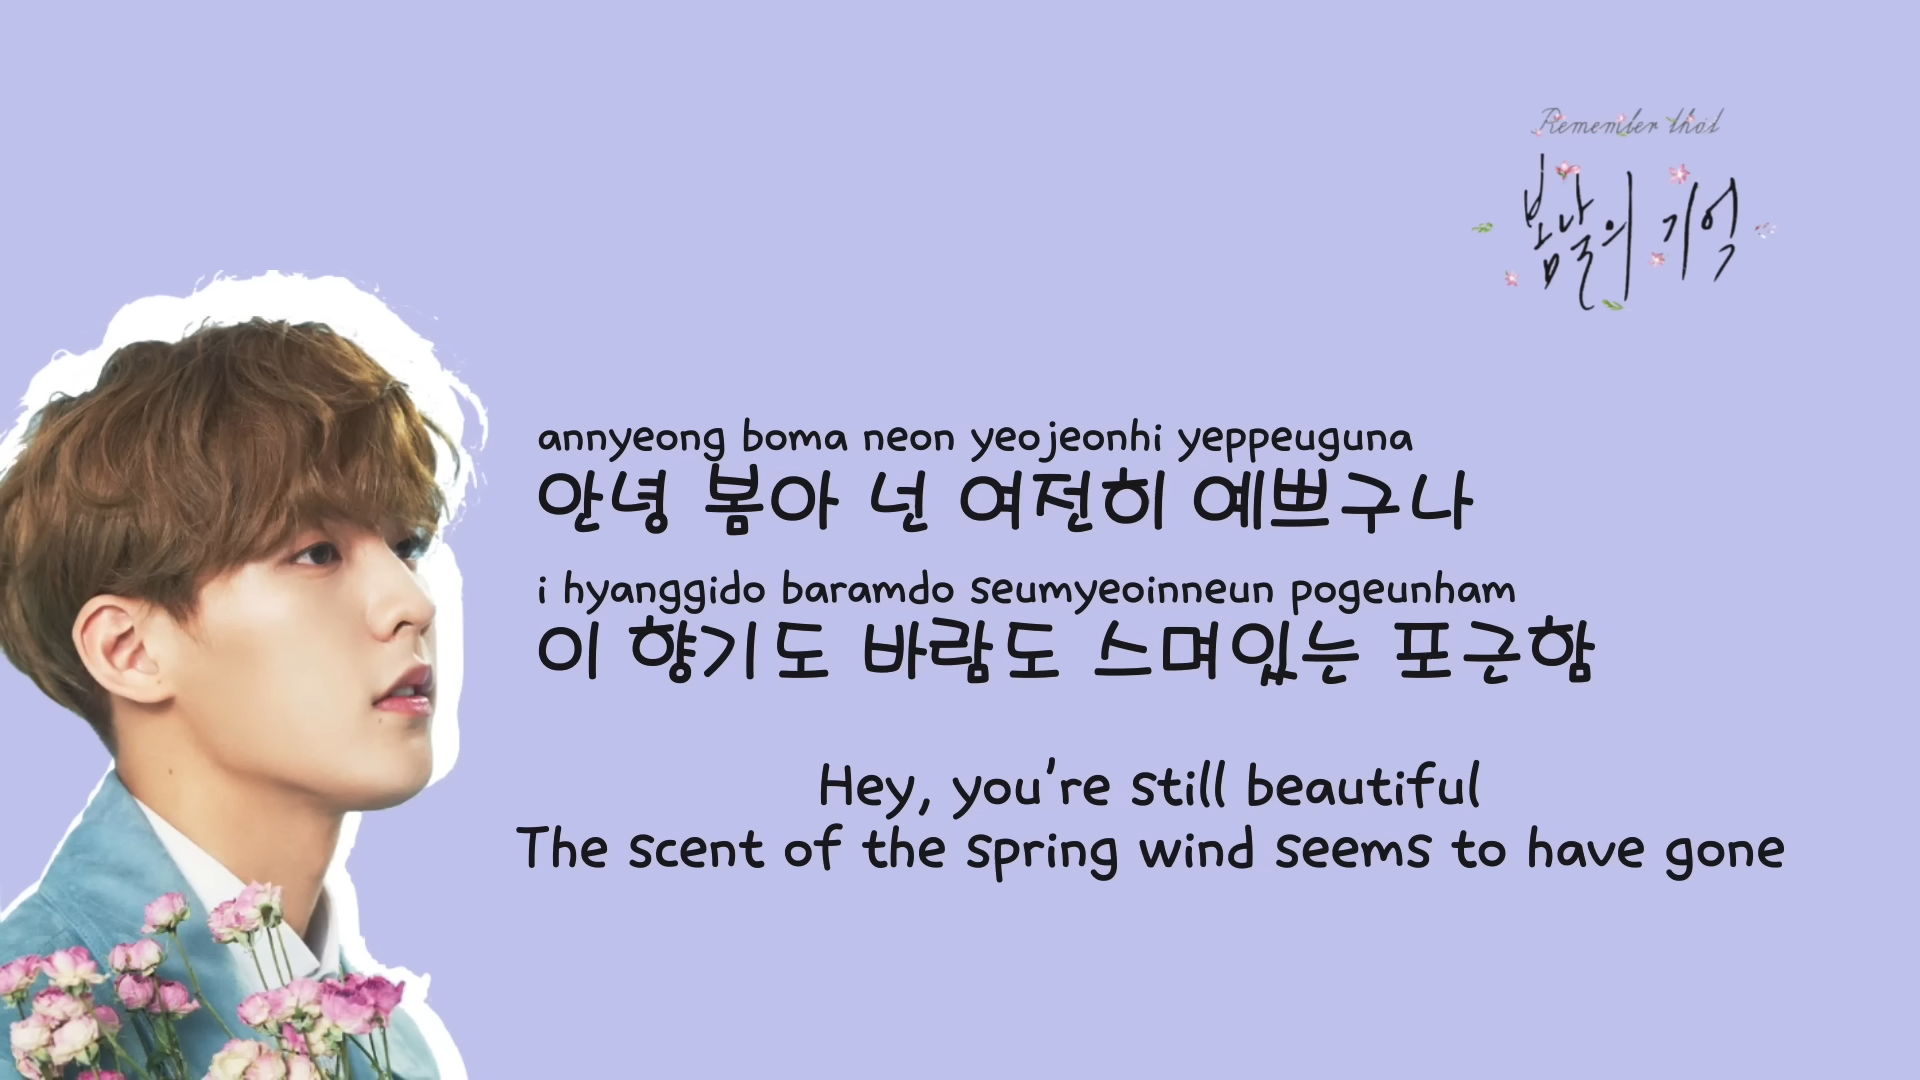 Remember that
봄날의 기억
annyeong boma neon yeojeonhi yeppeuguna
안녕 봄아 넌 여전히 예쁘구나
i hyanggido baramdo seumyeoinneun pogeunham
이 향기도 바람도 스며있는 포근함
Hey, you're still beautiful
The scent of the spring wind seems to have gone